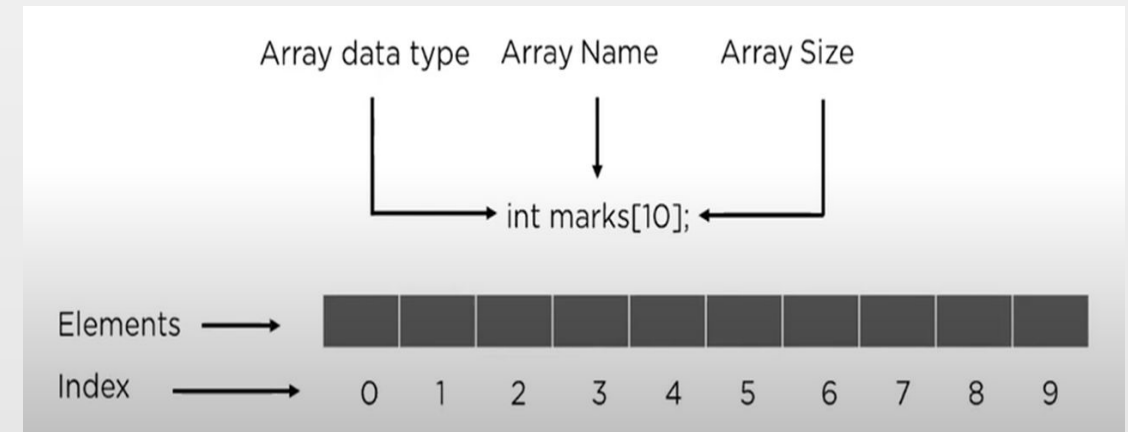 Array data type Array Name Array Size
int marks[10];
Elements
Index 0 1 2 3 4 5 6 7 8 9